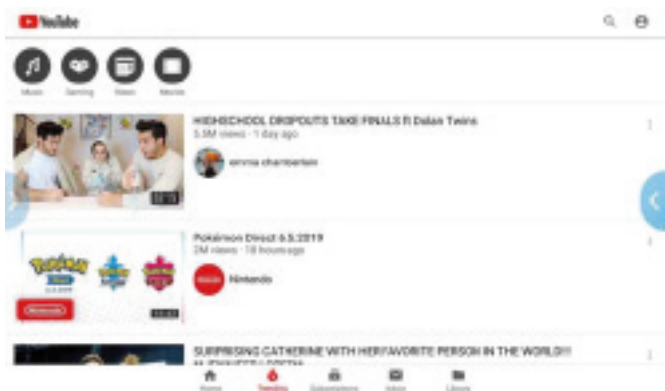 YouTube
Music Gaming News Movies
HIGHSCHOOL DROPOUTS TAKE FINALS ft Dolan Twins
5.5M views · 1 day ago
emma chamberlain
Pokémon Direct 6.5.2019
2M views · 18 hours ago
Nintendo
SURPRISING CATHERINE WITH HER FAVORITE PERSON IN THE WORLD!!!
Home Trending Subscriptions Inbox Library